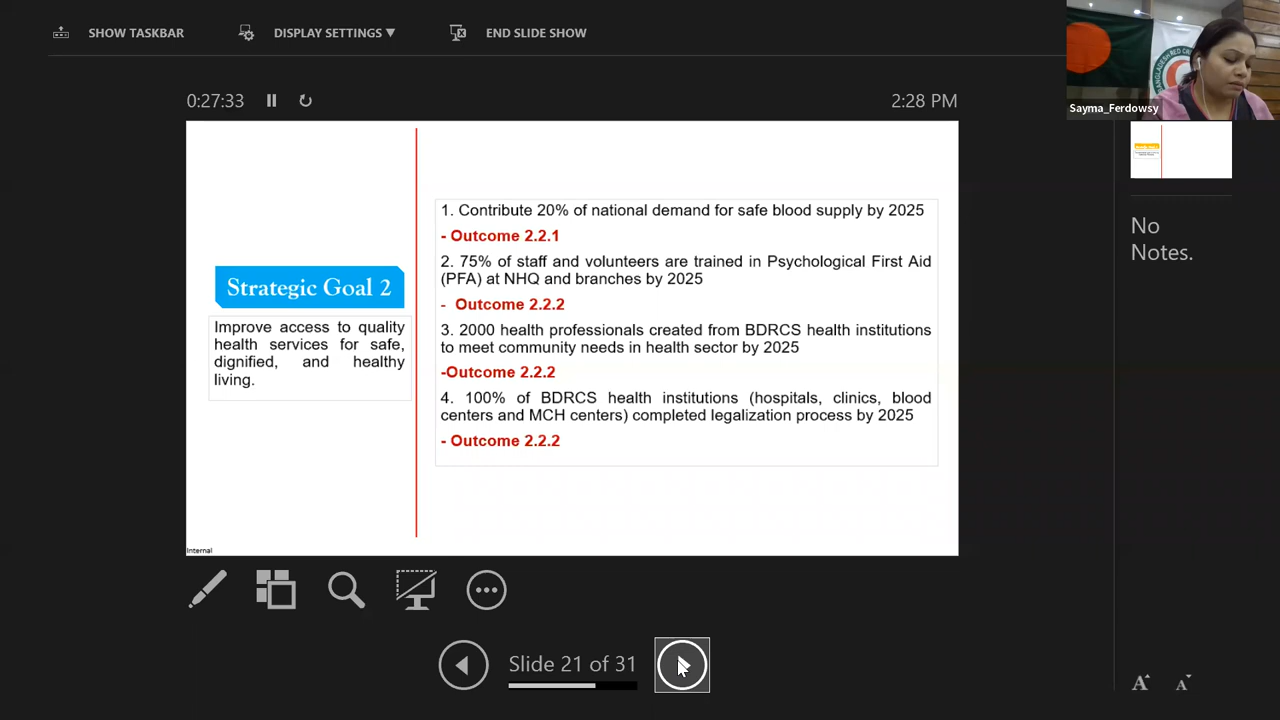 SHOW TASKBAR
DISPLAY SETTINGS ▼
END SLIDE SHOW
Sayma_Ferdowsy
0:27:33
2:28 PM
Strategic Goal 2
Improve access to quality
health services for safe,
dignified, and healthy
living.
1. Contribute 20% of national demand for safe blood supply by 2025
- Outcome 2.2.1
2. 75% of staff and volunteers are trained in Psychological First Aid
(PFA) at NHQ and branches by 2025
- Outcome 2.2.2
3. 2000 health professionals created from BDRCS health institutions
to meet community needs in health sector by 2025
-Outcome 2.2.2
4. 100% of BDRCS health institutions (hospitals, clinics, blood
centers and MCH centers) completed legalization process by 2025
- Outcome 2.2.2
Internal
No
Notes.
Slide 21 of 31
A A